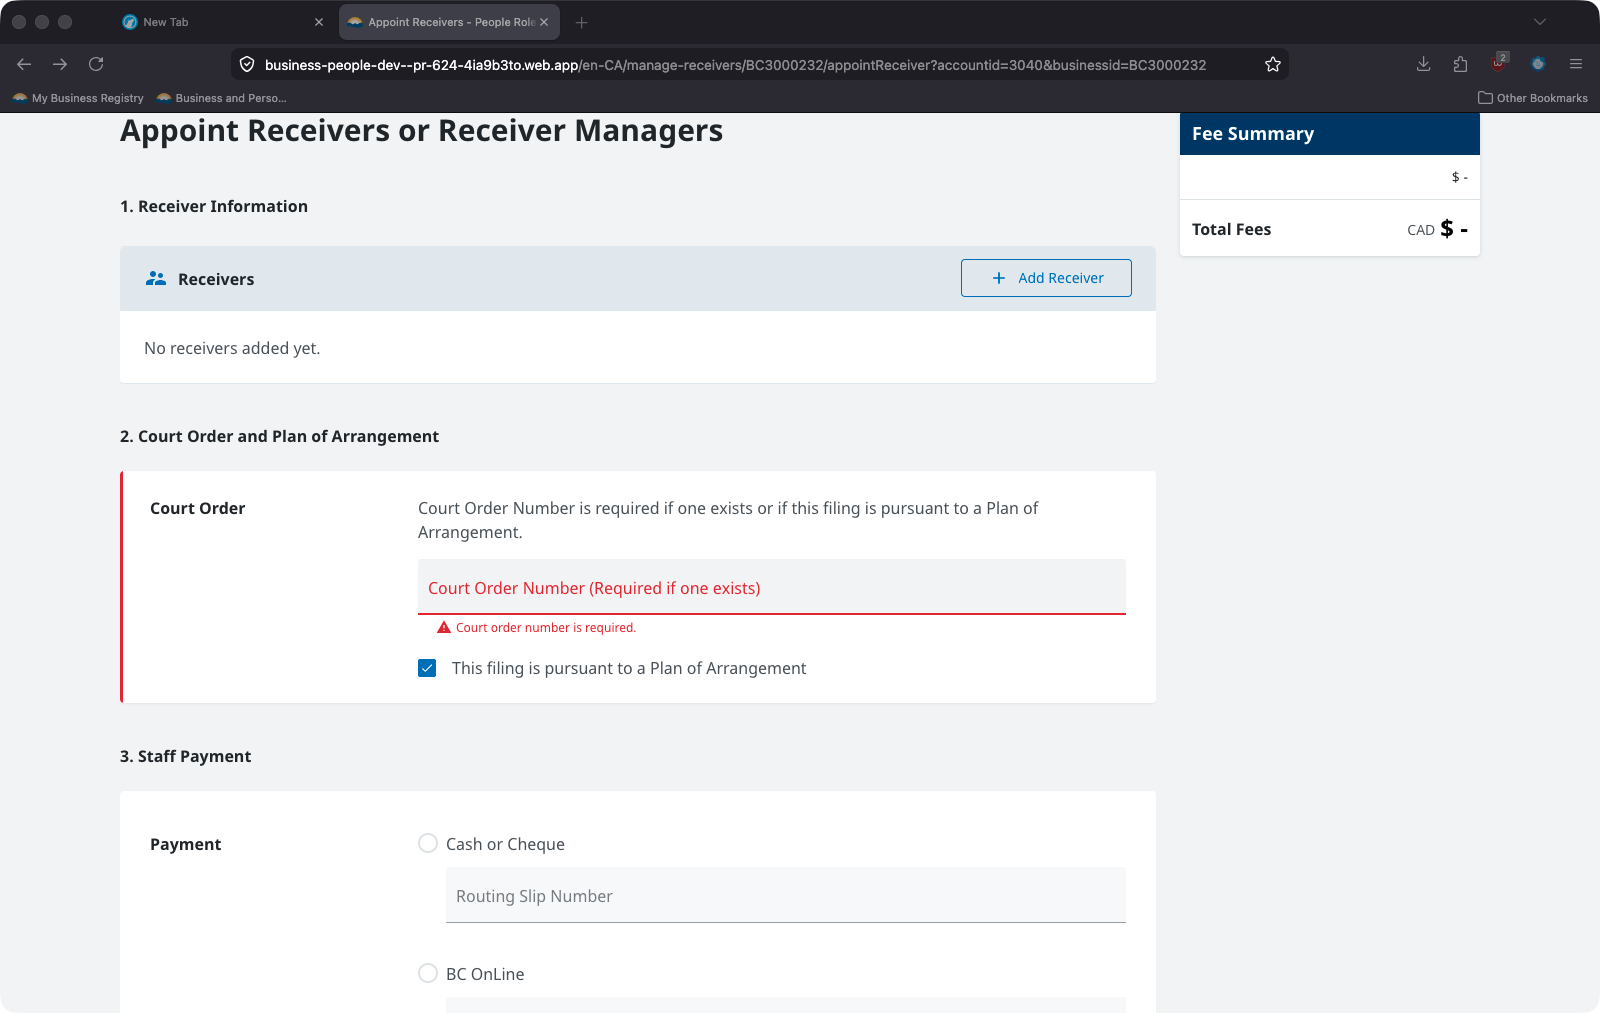 New Tab
Appoint Receivers - People Role
business-people-dev--pr-624-4ia9b3to.web.app/en-CA/manage-receivers/BC3000232/appointReceiver?accountid=3040&businessid=BC3000232
2
My Business Registry
Business and Perso...
Other Bookmarks
Appoint Receivers or Receiver Managers
Fee Summary
$ -
Total Fees
CAD $ -
1. Receiver Information
Receivers
Add Receiver
No receivers added yet.
2. Court Order and Plan of Arrangement
Court Order
Court Order Number is required if one exists or if this filing is pursuant to a Plan of
Arrangement.
Court Order Number (Required if one exists)
Court order number is required.
This filing is pursuant to a Plan of Arrangement
3. Staff Payment
Payment
Cash or Cheque
Routing Slip Number
BC OnLine